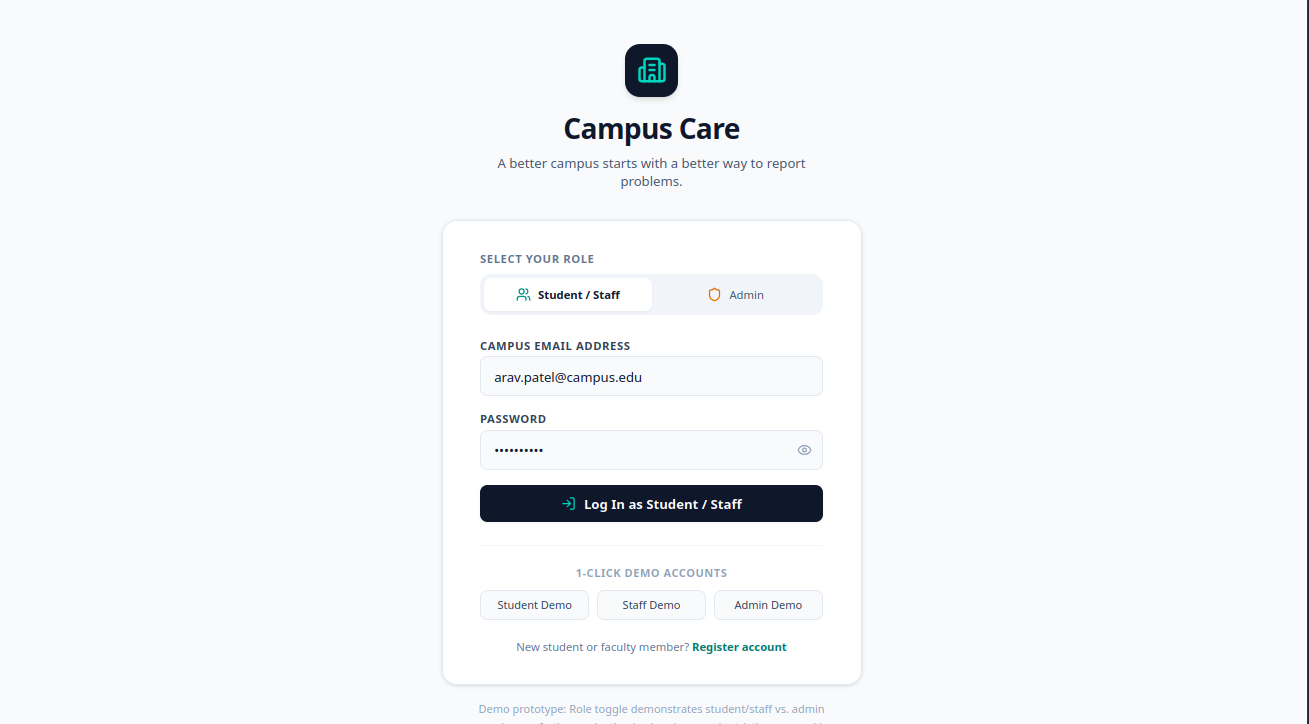 Campus Care
A better campus starts with a better way to report
problems.
SELECT YOUR ROLE
Student / Staff
Admin
CAMPUS EMAIL ADDRESS
arav.patel@campus.edu
PASSWORD
••••••••••
Log In as Student / Staff
1-CLICK DEMO ACCOUNTS
Student Demo
Staff Demo
Admin Demo
New student or faculty member? Register account
Demo prototype: Role toggle demonstrates student/staff vs. admin